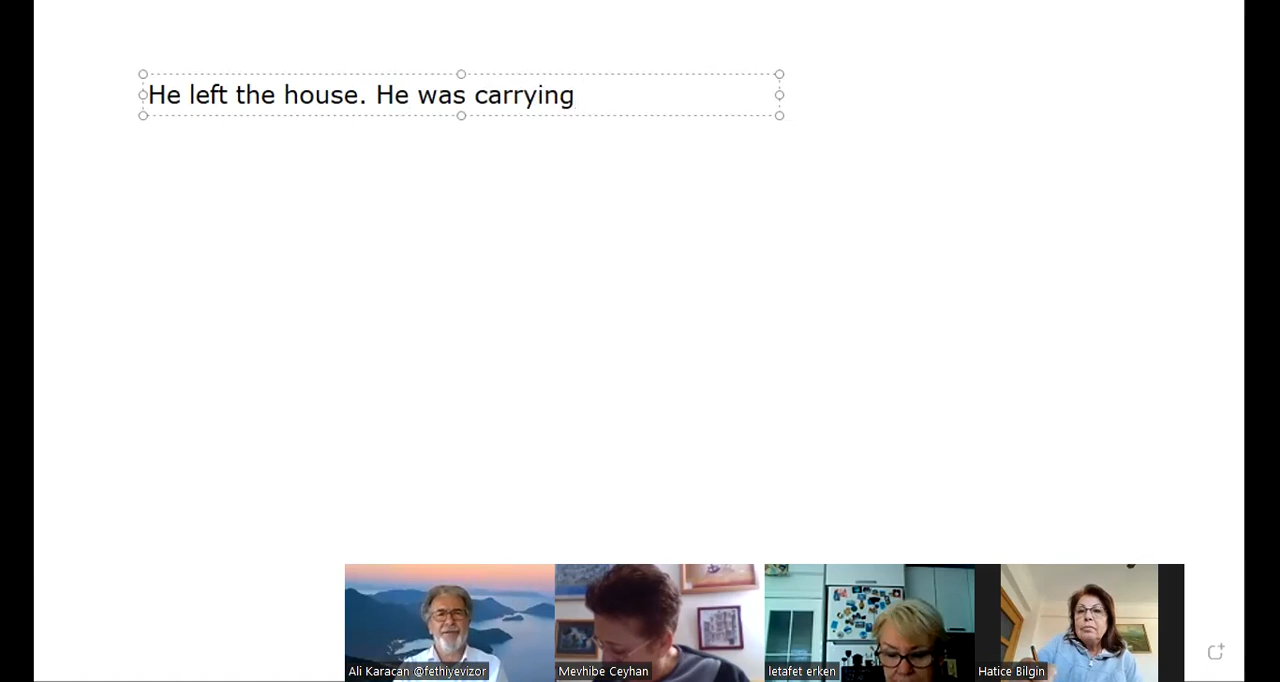 He left the house. He was carrying
Ali Karacan @fethiyevizor
Mevhibe Ceyhan
letafet erken
Hatice Bilgin